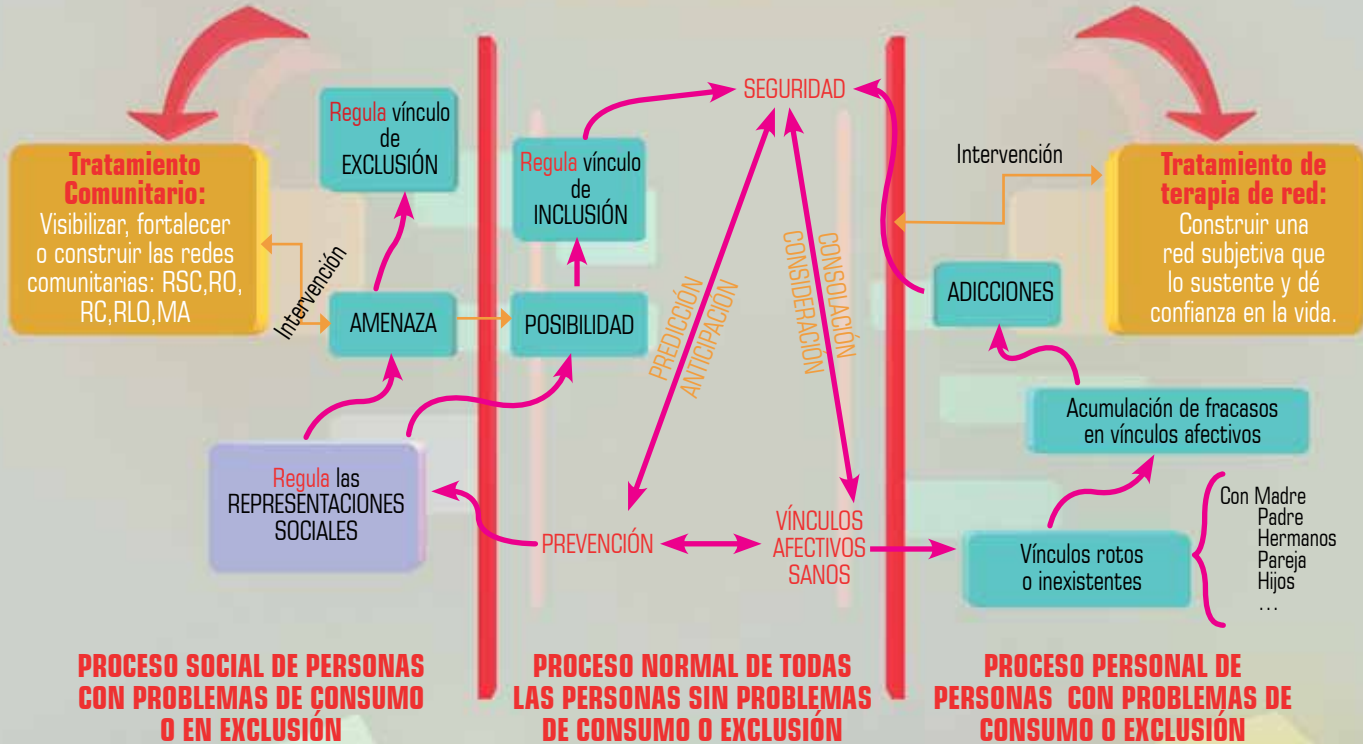 Tratamiento
Comunitario:
Visibilizar, fortalecer
o construir las redes
comunitarias: RSC,RO,
RC,RLO,MA
Intervención
Regula vínculo
de
EXCLUSIÓN
AMENAZA
Regula las
REPRESENTACIONES
SOCIALES
PROCESO SOCIAL DE PERSONAS
CON PROBLEMAS DE CONSUMO
O EN EXCLUSIÓN
SEGURIDAD
Regula vínculo
de
INCLUSIÓN
POSIBILIDAD
PREDICCIÓN
ANTICIPACIÓN
CONSOLACIÓN
CONSIDERACIÓN
PREVENCIÓN
VÍNCULOS
AFECTIVOS
SANOS
PROCESO NORMAL DE TODAS
LAS PERSONAS SIN PROBLEMAS
DE CONSUMO O EXCLUSIÓN
Intervención
Tratamiento de
terapia de red:
Construir una
red subjetiva que
lo sustente y dé
confianza en la vida.
ADICCIONES
Acumulación de fracasos
en vínculos afectivos
Vínculos rotos
o inexistentes
Con Madre
Padre
Hermanos
Pareja
Hijos
...
PROCESO PERSONAL DE
PERSONAS CON PROBLEMAS DE
CONSUMO O EXCLUSIÓN